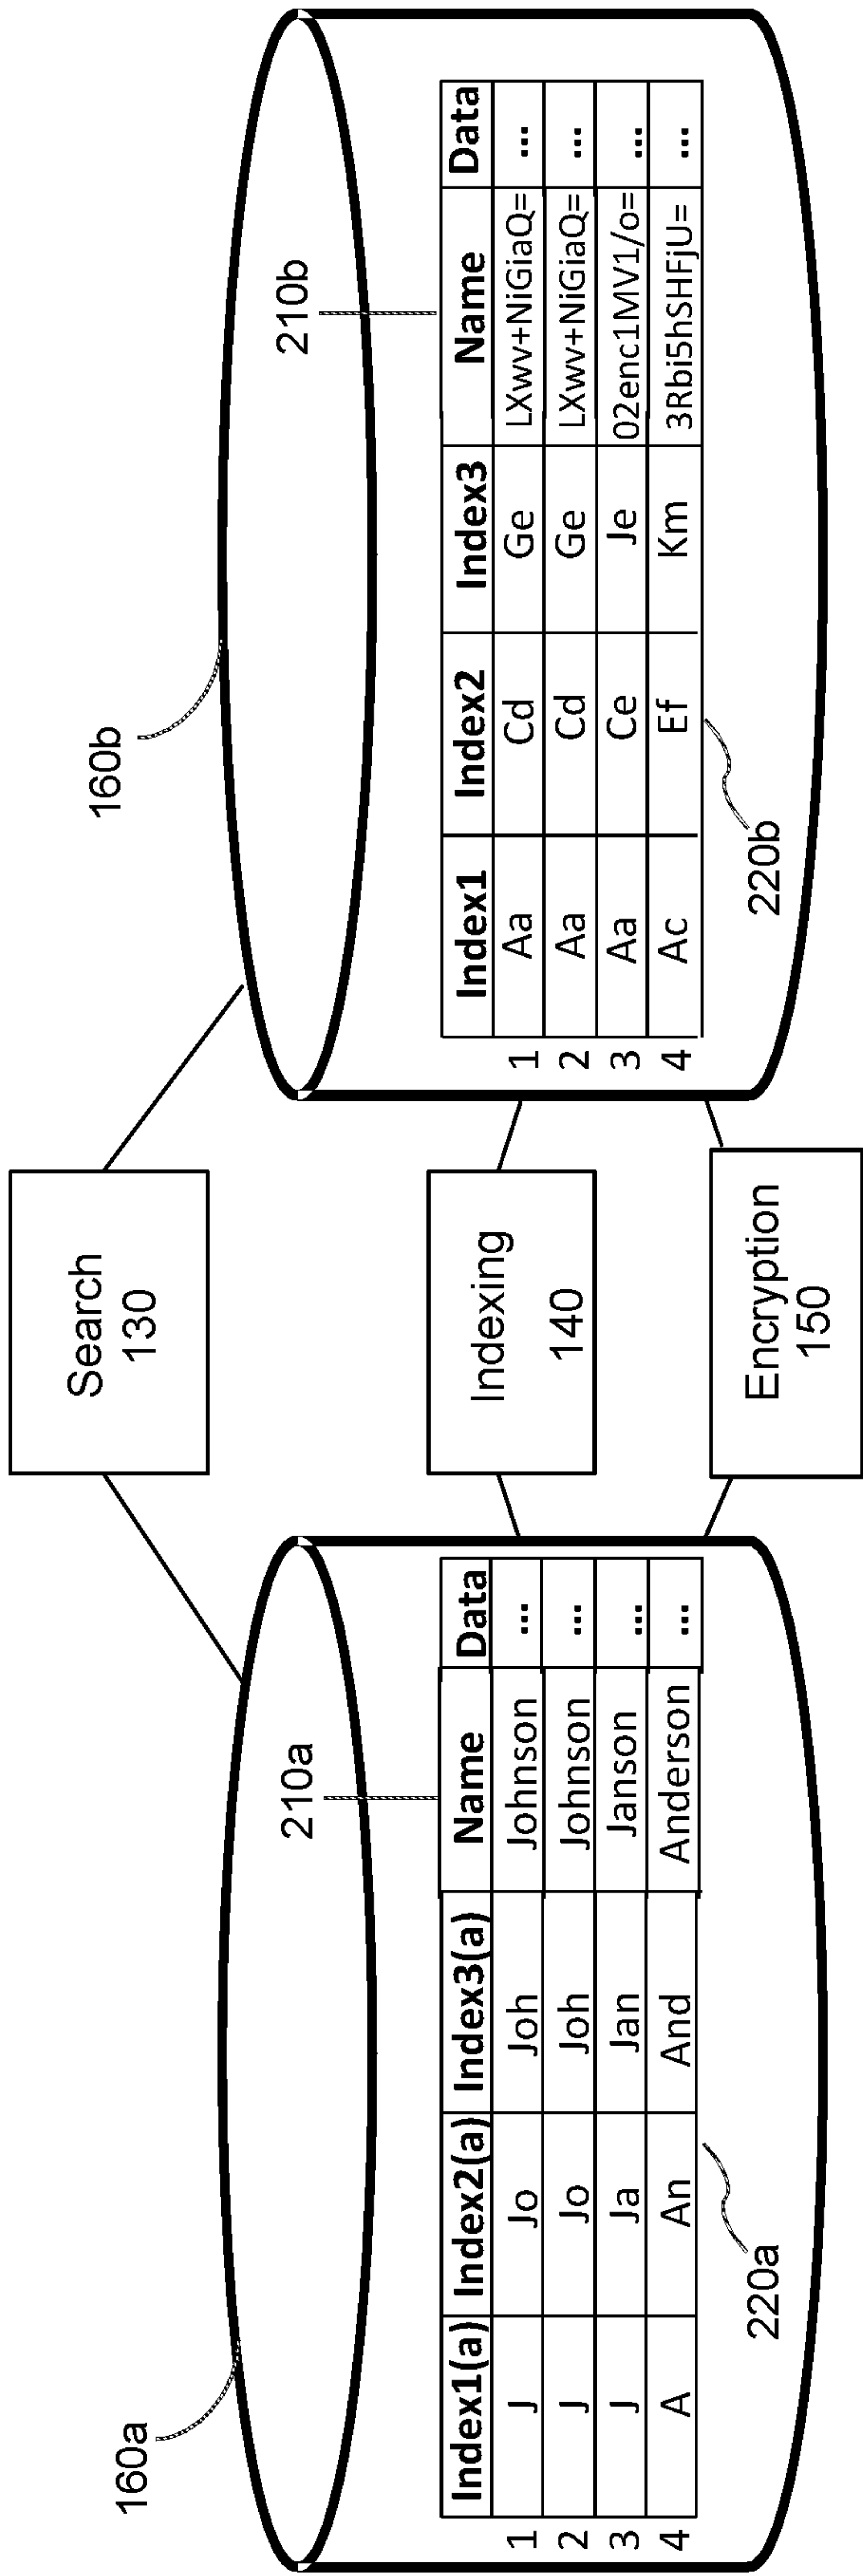 160a
160b
Search
130
210a
210b
Index1(a) Index2(a) Index3(a) Name Data
1 J Jo Joh Johnson ...
2 J Jo Joh Johnson ...
3 J Ja Jan Janson ...
4 A An And Anderson ...
220a
Indexing
140
Encryption
150
Index1 Index2 Index3 Name Data
1 Aa Cd Ge LXwv+NiGiaQ= ...
2 Aa Cd Ge LXwv+NiGiaQ= ...
3 Aa Ce Je 02enc1MV1/o= ...
4 Ac Ef Km 3Rbi5hSHFjU= ...
220b